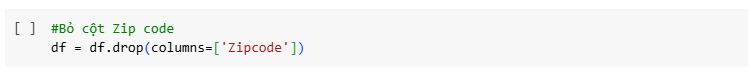 [ ] #Bỏ cột Zip code
df = df.drop(columns=['Zipcode'])